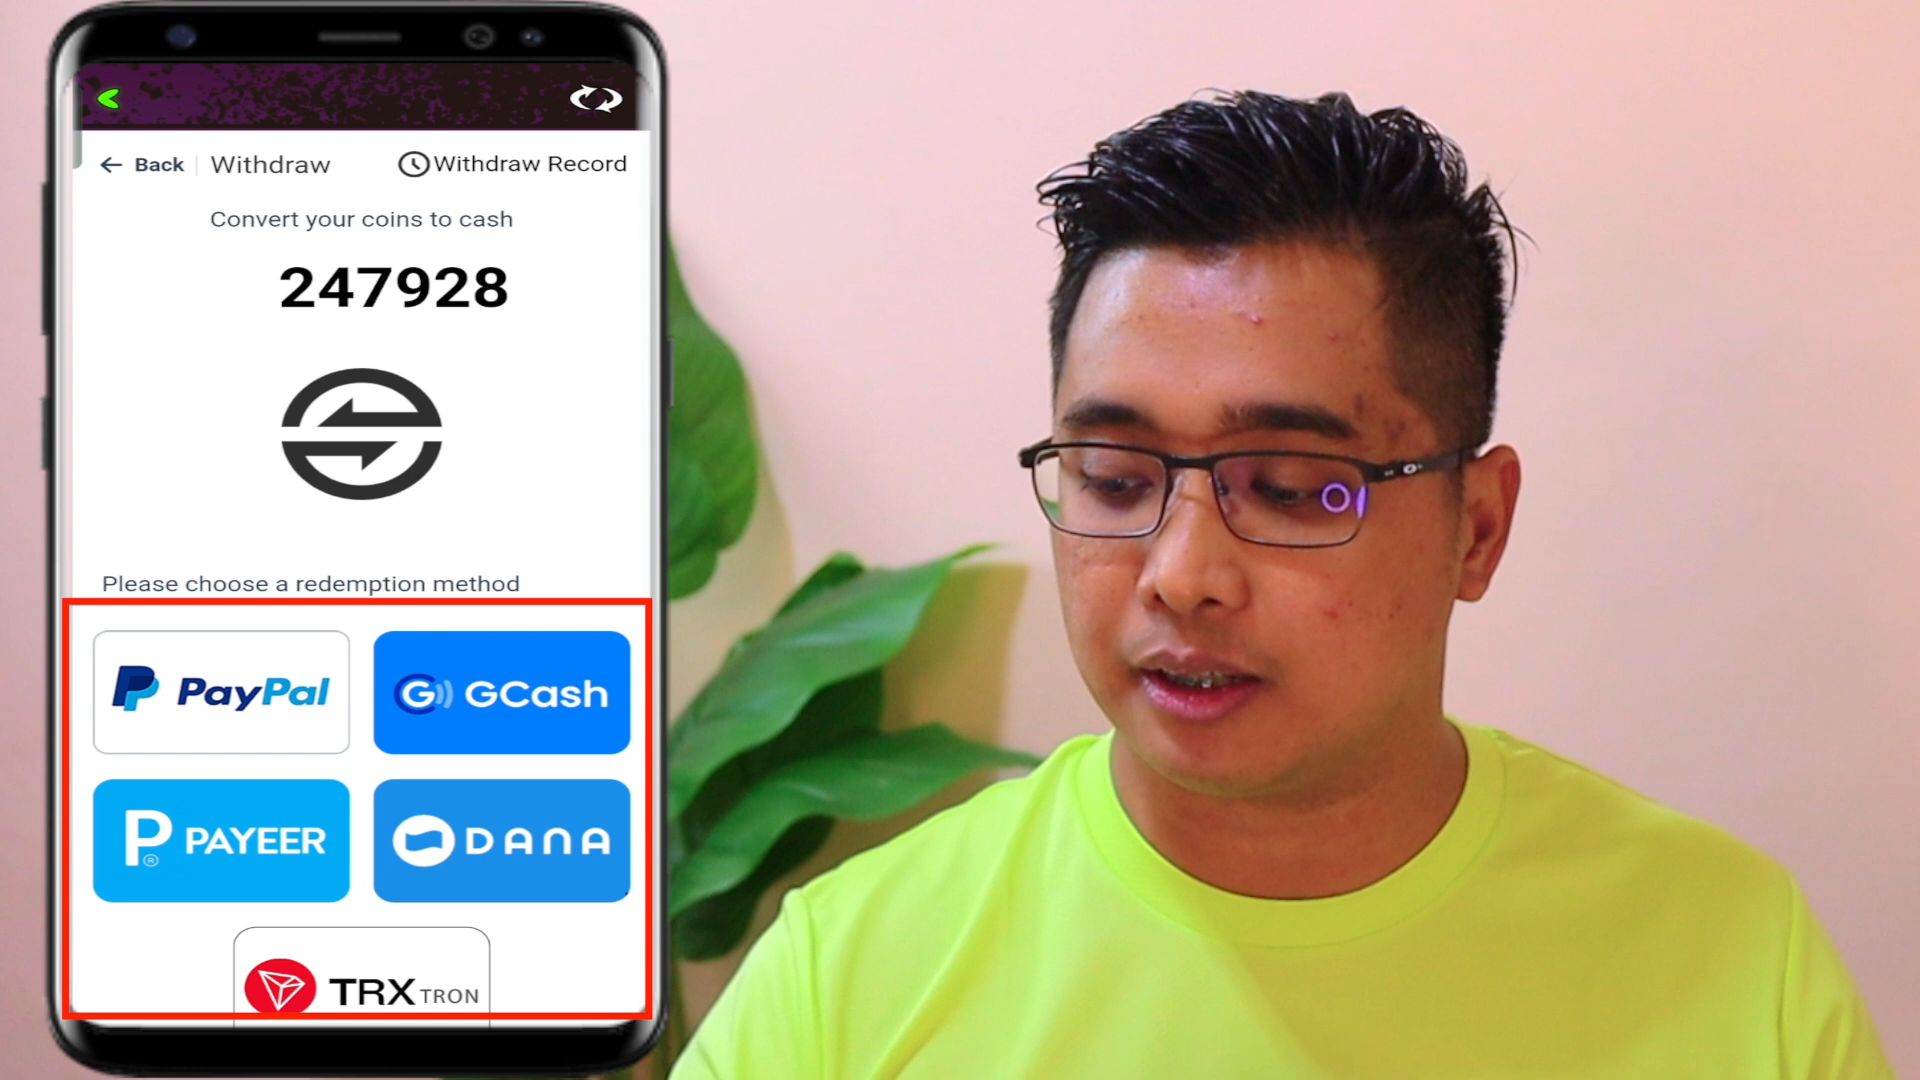 Back | Withdraw Withdraw Record
Convert your coins to cash
247928
Please choose a redemption method
PayPal GCash
PAYEER ® DANA
TRX TRON